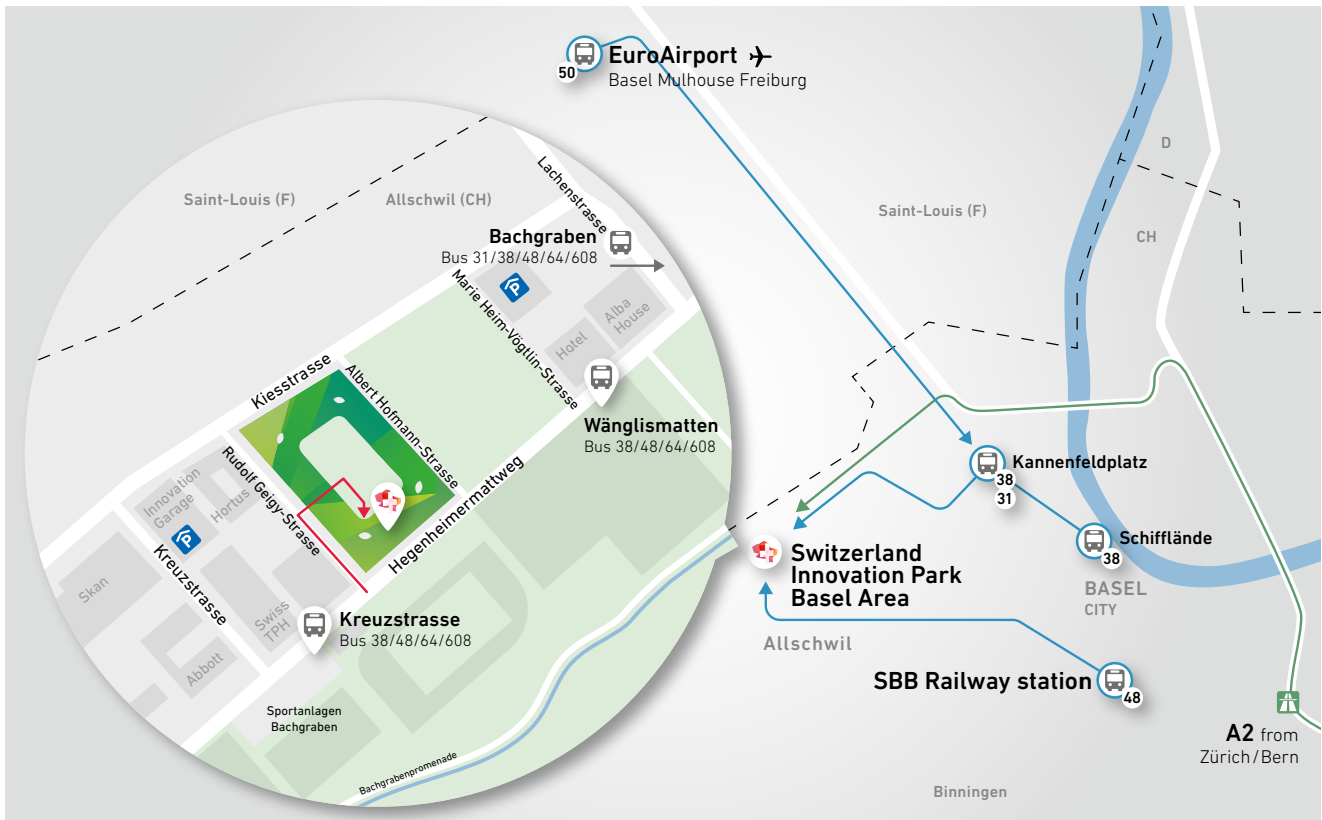 EuroAirport
50
Basel Mulhouse Freiburg
D
Saint-Louis (F)
Allschwil (CH)
Lachenstrasse
Saint-Louis (F)
CH
Bachgraben
Bus 31/38/48/64/608
P
Marie Heim-Vögtlin-Strasse
Alba
House
Hotel
Kiesstrasse
Albert Hofmann-Strasse
Wänglismatten
Bus 38/48/64/608
Rudolf Geigy-Strasse
Hegenheimermattweg
Innovation
Garage
Hortus
P
Kreuzstrasse
Skan
Swiss
TPH
Abbott
Kreuzstrasse
Bus 38/48/64/608
Sportanlagen
Bachgraben
Bachgrabenpromenade
Kannenfeldplatz
38
31
Schifflände
38
Switzerland
Innovation Park
Basel Area
BASEL
CITY
Allschwil
SBB Railway station
48
A2 from
Zürich/Bern
Binningen